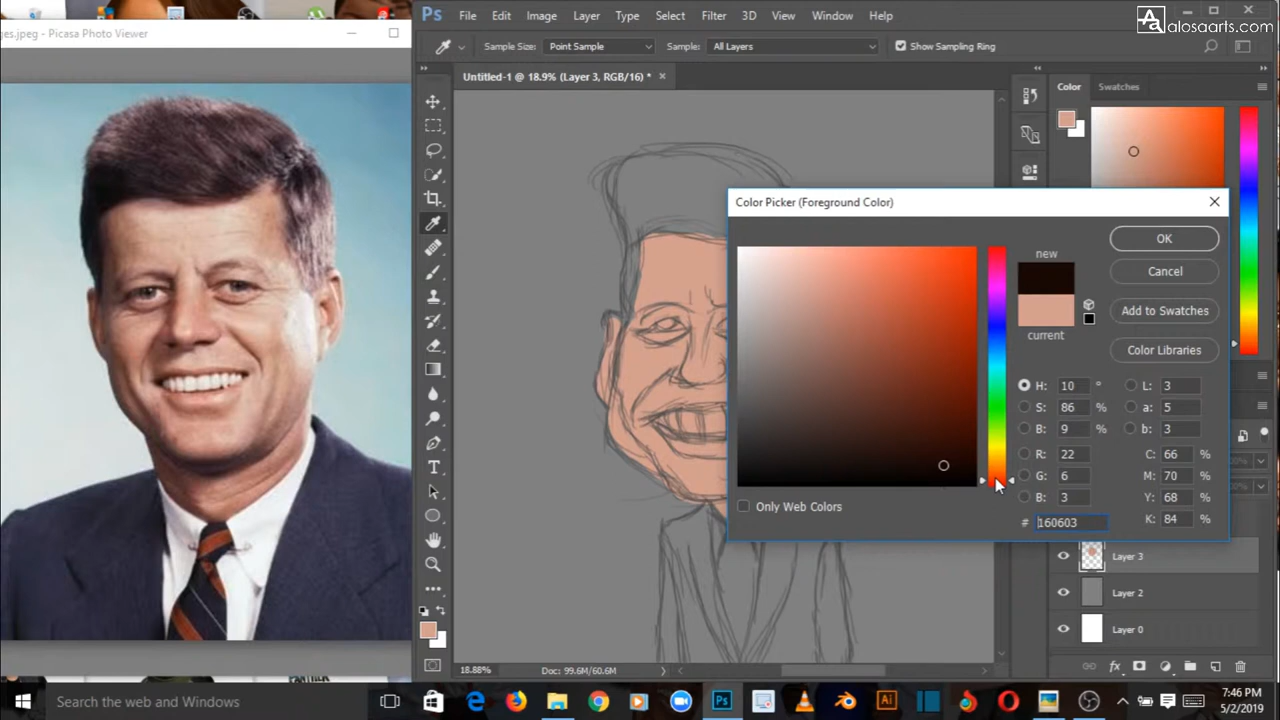 Ps File Edit Image Layer Type Select Filter 3D View Window Help
alosaarts.com
ges.jpeg - Picasa Photo Viewer
Sample Size: Point Sample Sample: All Layers Show Sampling Ring
Untitled-1 @ 18.9% (Layer 3, RGB/16) *
Color Swatches
Color Picker (Foreground Color)
new
current
OK
Cancel
Add to Swatches
Color Libraries
H: 10 ° L: 3
S: 86 % a: 5
B: 9 % b: 3
R: 22 C: 66 %
G: 6 M: 70 %
B: 3 Y: 68 %
# 160603 K: 84 %
Only Web Colors
Layer 3
Layer 2
Layer 0
fx
T
18.88% Doc: 99.6M/60.6M
PANTHER
Search the web and Windows
Ps
Ai
7:46 PM
5/2/2019